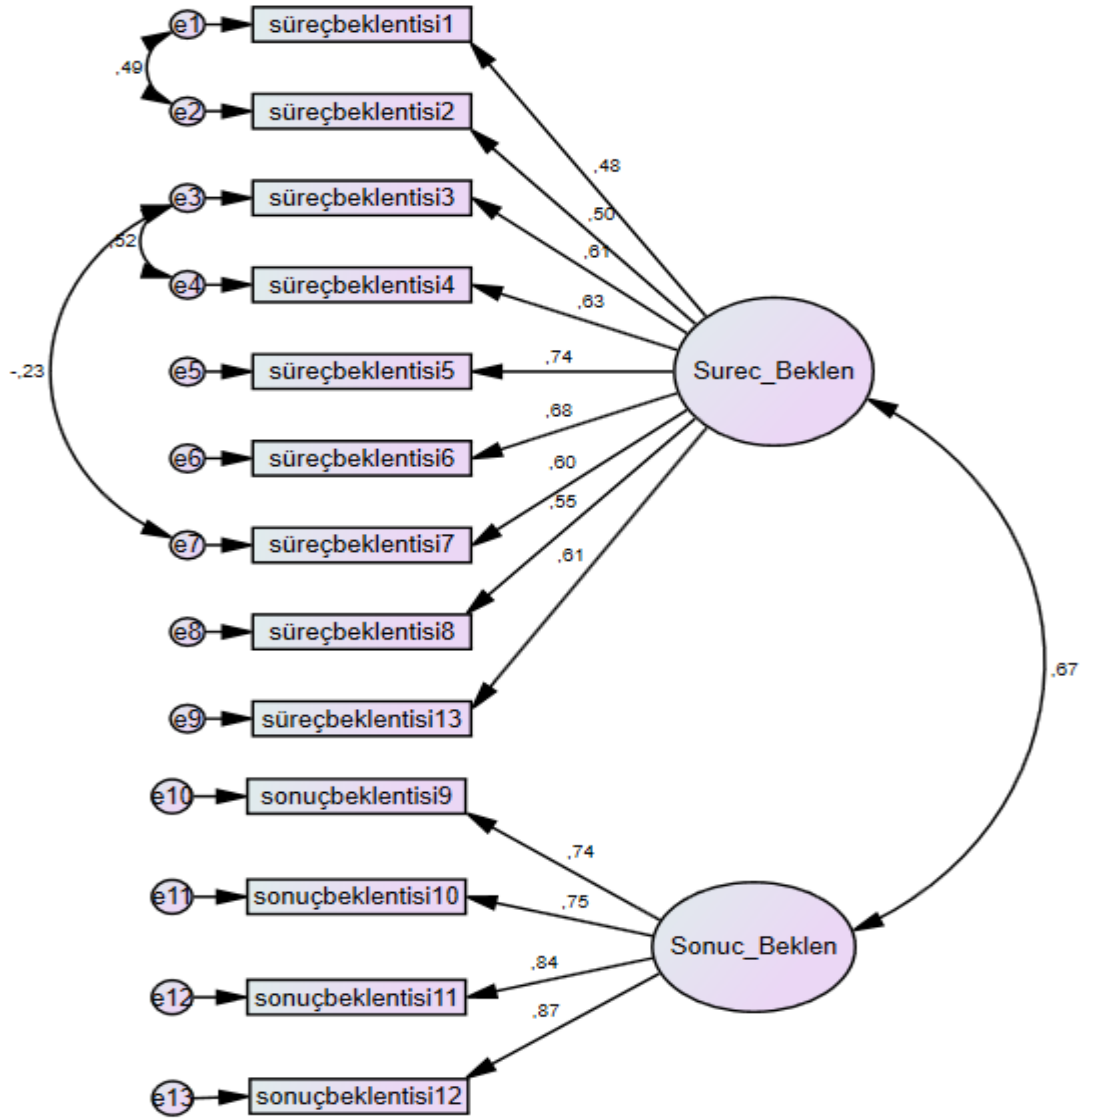 e1 süreçbeklentisi1
,49
e2 süreçbeklentisi2
,48
e3 süreçbeklentisi3
,50
,52
,61
e4 süreçbeklentisi4
,63
-,23
e5 süreçbeklentisi5
,74
Surec_Beklen
e6 süreçbeklentisi6
,68
,60
e7 süreçbeklentisi7
,55
,61
e8 süreçbeklentisi8
e9 süreçbeklentisi13
,67
e10 sonuçbeklentisi9
,74
e11 sonuçbeklentisi10
,75
Sonuc_Beklen
,84
e12 sonuçbeklentisi11
,87
e13 sonuçbeklentisi12